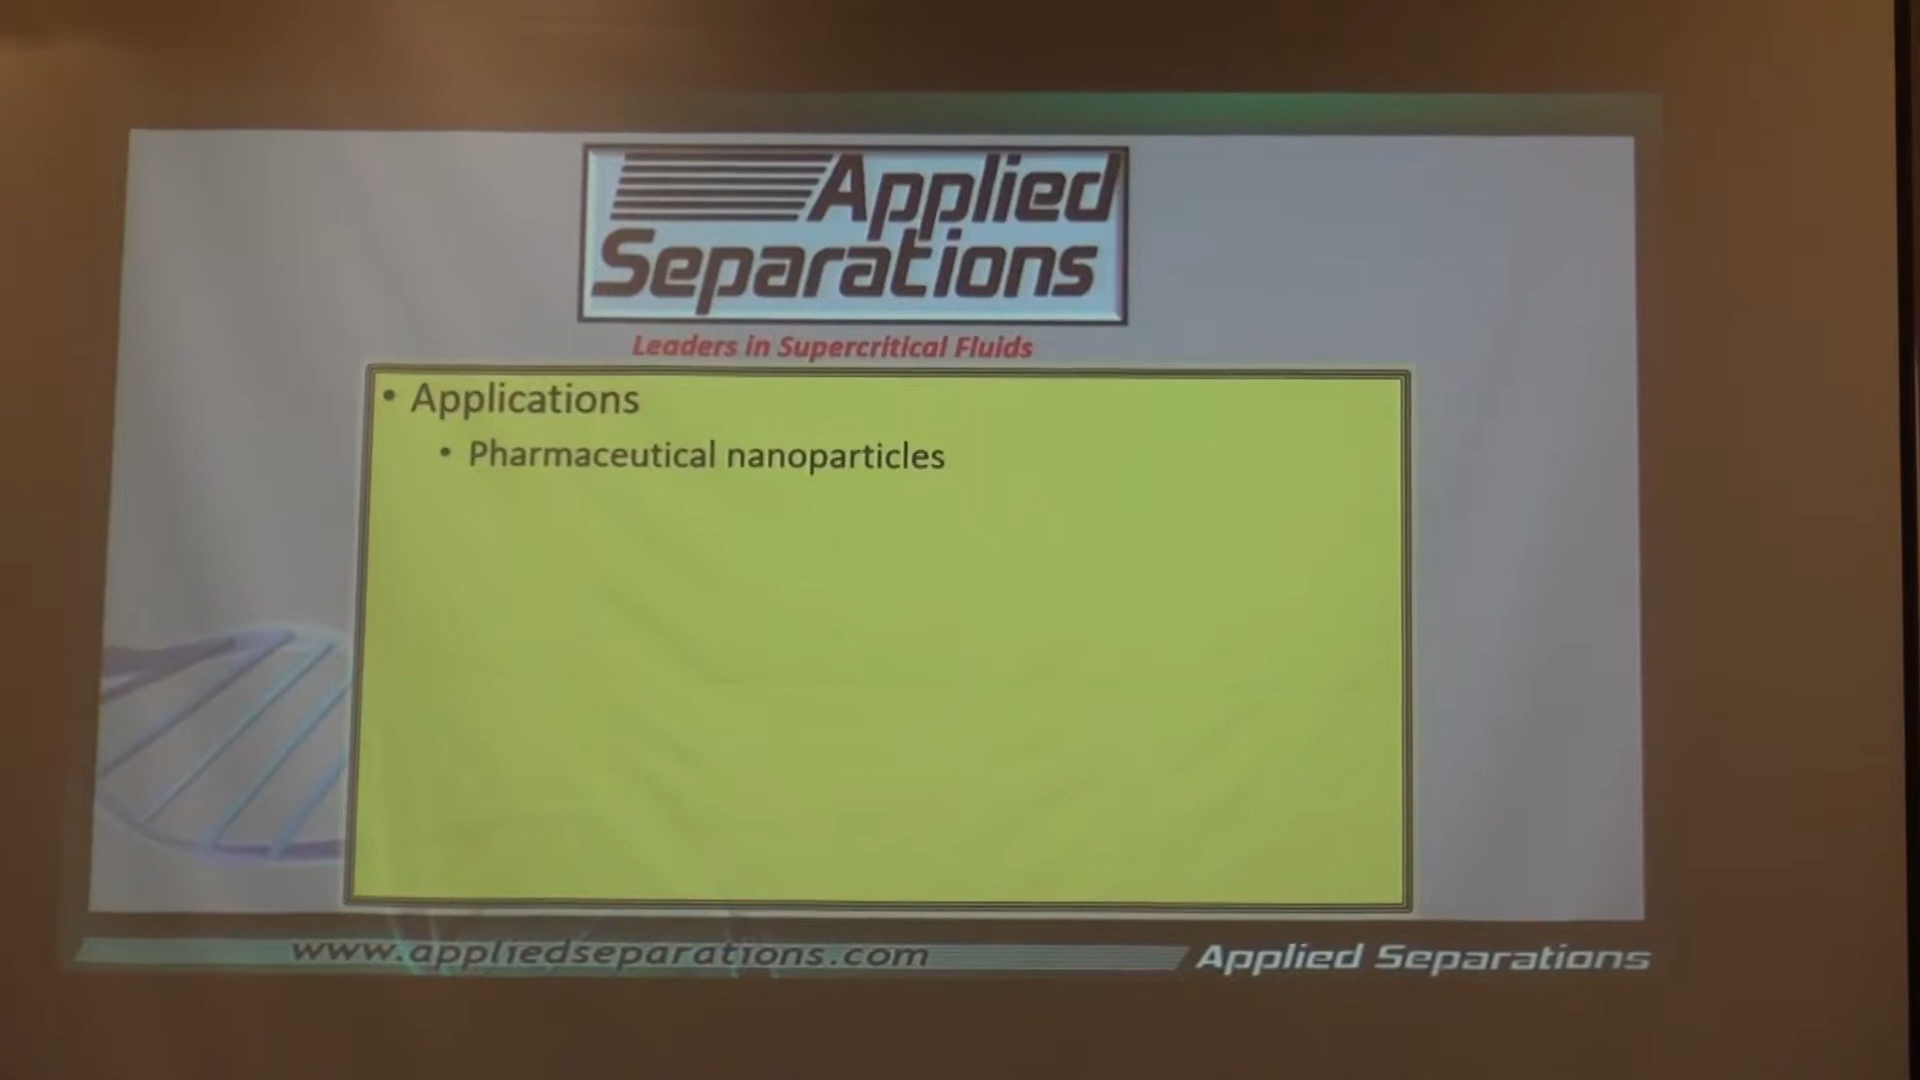 Applied
Separations
Leaders in Supercritical Fluids
• Applications
• Pharmaceutical nanoparticles
www.appliedseparations.com
Applied Separations